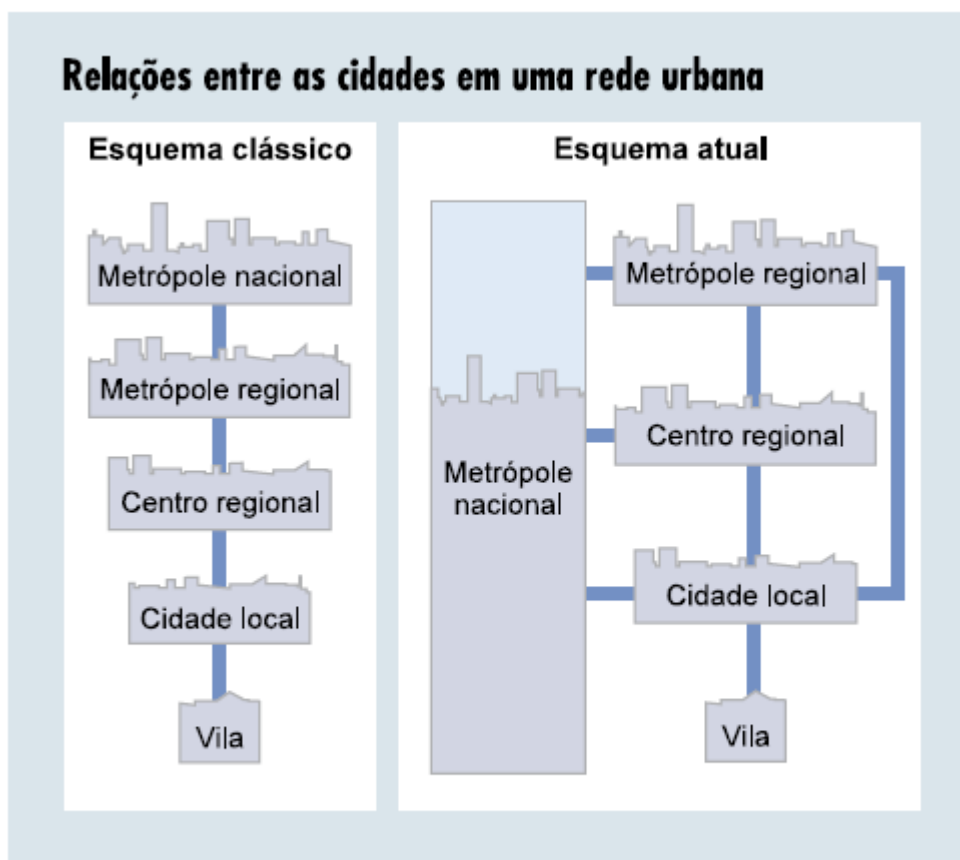 Relações entre as cidades em uma rede urbana
Esquema clássico
Metrópole nacional
Metrópole regional
Centro regional
Cidade local
Vila
Esquema atual
Metrópole
nacional
Metrópole regional
Centro regional
Cidade local
Vila